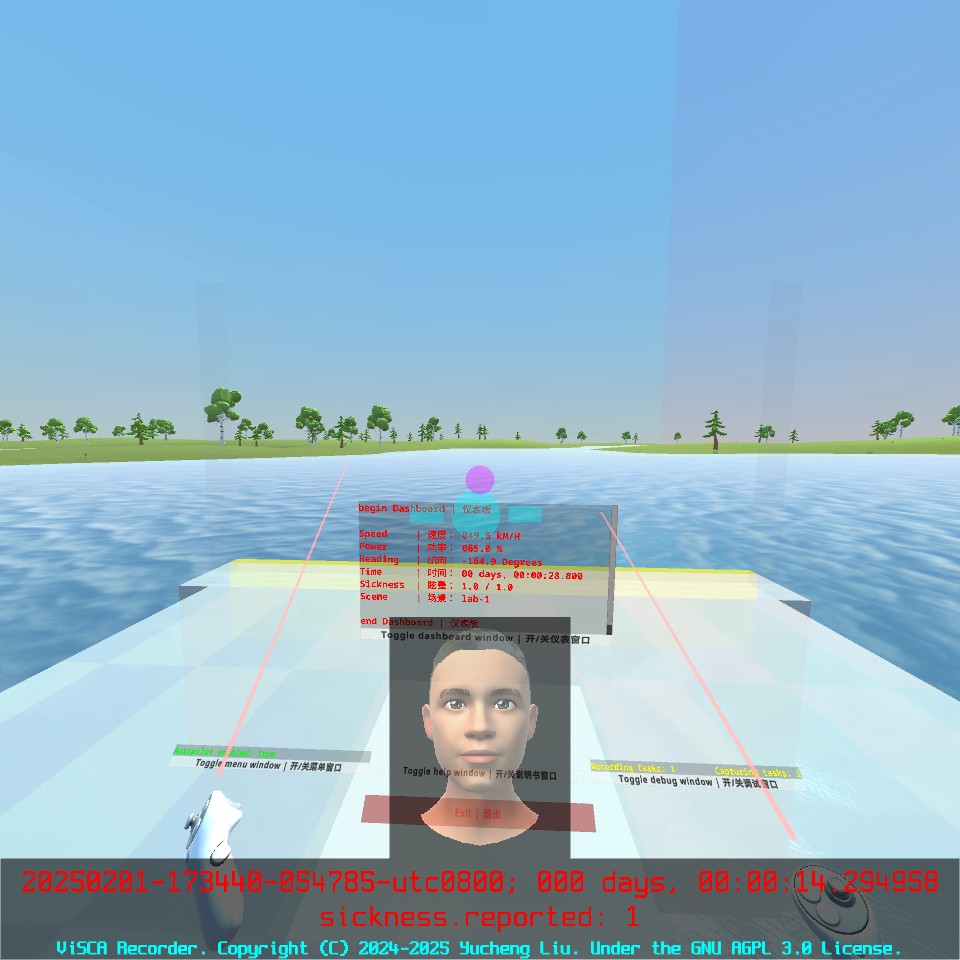 begin Dashboard | 仪表板
Speed | 速度: 049.5 kM/H
Power | 功率: 065.0 %
Heading | 航向: -164.9 Degrees
Time | 时间: 00 days, 00:00:28.800
Sickness | 眩晕: 1.0 / 1.0
Scene | 场景: lab-1
end Dashboard | 仪表板
Toggle dashboard window | 开/关仪表窗口
Autopilot enabled: True
Toggle menu window | 开/关菜单窗口
Toggle help window | 开/关说明书窗口
Recording tasks: 1 Capturing tasks: 1
Toggle debug window | 开/关调试窗口
Exit | 退出
20250201-173440-054785-utc0800; 000 days, 00:00:14.294958
sickness.reported: 1
ViSCA Recorder. Copyright (C) 2024-2025 Yucheng Liu. Under the GNU AGPL 3.0 License.